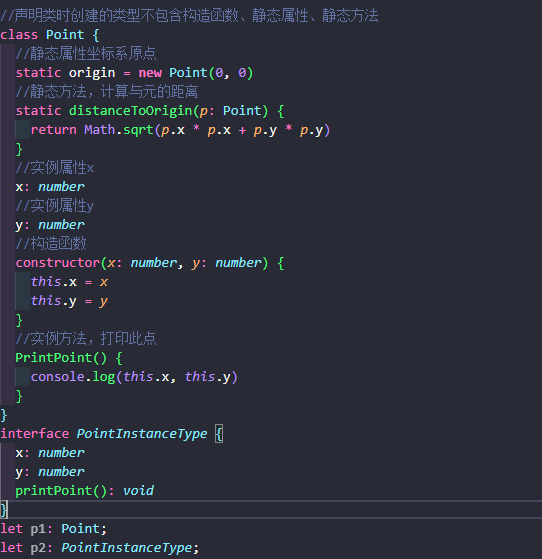 //声明类时创建的类型不包含构造函数、静态属性、静态方法
class Point {
//静态属性坐标系原点
static origin = new Point(0, 0)
//静态方法，计算与元的距离
static distanceToOrigin(p: Point) {
return Math.sqrt(p.x * p.x + p.y * p.y)
}
//实例属性x
x: number
//实例属性y
y: number
//构造函数
constructor(x: number, y: number) {
this.x = x
this.y = y
}
//实例方法，打印此点
PrintPoint() {
console.log(this.x, this.y)
}
}
interface PointInstanceType {
x: number
y: number
printPoint(): void
}
let p1: Point;
let p2: PointInstanceType;